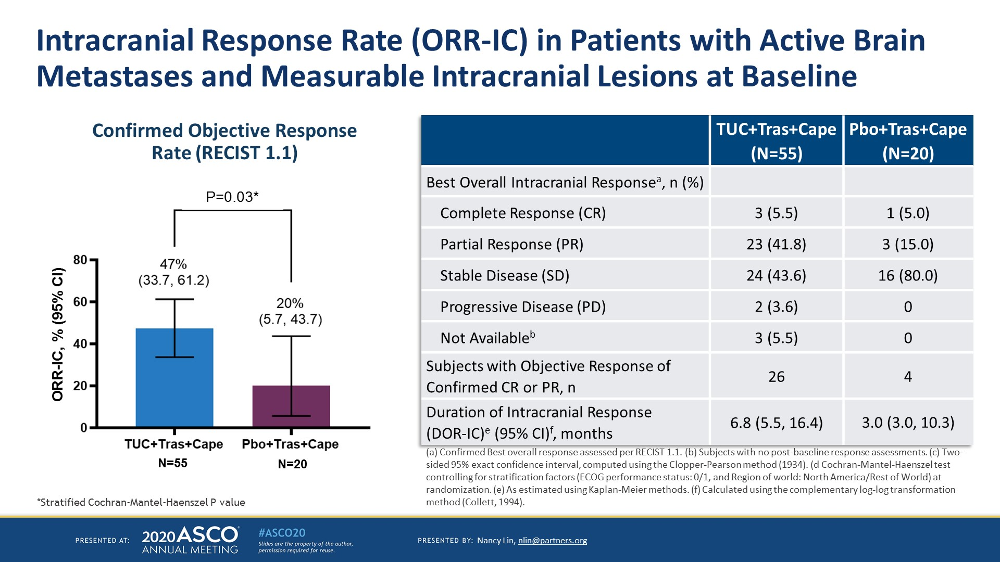 Intracranial Response Rate (ORR-IC) in Patients with Active Brain
Metastases and Measurable Intracranial Lesions at Baseline
Confirmed Objective Response
Rate (RECIST 1.1)
P=0.03*
ORR-IC, % (95% CI)
80
60
40
20
0
47%
(33.7, 61.2)
20%
(5.7, 43.7)
TUC+Tras+Cape
N=55
Pbo+Tras+Cape
N=20
*Stratified Cochran-Mantel-Haenszel P value
TUC+Tras+Cape (N=55) Pbo+Tras+Cape (N=20)
Best Overall Intracranial Responseᵃ, n (%)
Complete Response (CR) 3 (5.5) 1 (5.0)
Partial Response (PR) 23 (41.8) 3 (15.0)
Stable Disease (SD) 24 (43.6) 16 (80.0)
Progressive Disease (PD) 2 (3.6) 0
Not Availableᵇ 3 (5.5) 0
Subjects with Objective Response of
Confirmed CR or PR, n 26 4
Duration of Intracranial Response
(DOR-IC)ᵉ (95% CI)ᶠ, months 6.8 (5.5, 16.4) 3.0 (3.0, 10.3)
(a) Confirmed Best overall response assessed per RECIST 1.1. (b) Subjects with no post-baseline response assessments. (c) Two-
sided 95% exact confidence interval, computed using the Clopper-Pearson method (1934). (d Cochran-Mantel-Haenszel test
controlling for stratification factors (ECOG performance status: 0/1, and Region of world: North America/Rest of World) at
randomization. (e) As estimated using Kaplan-Meier methods. (f) Calculated using the complementary log-log transformation
method (Collett, 1994).
PRESENTED AT:
2020 ASCO®
ANNUAL MEETING
#ASCO20
Slides are the property of the author,
permission required for reuse.
PRESENTED BY: Nancy Lin, nlin@partners.org